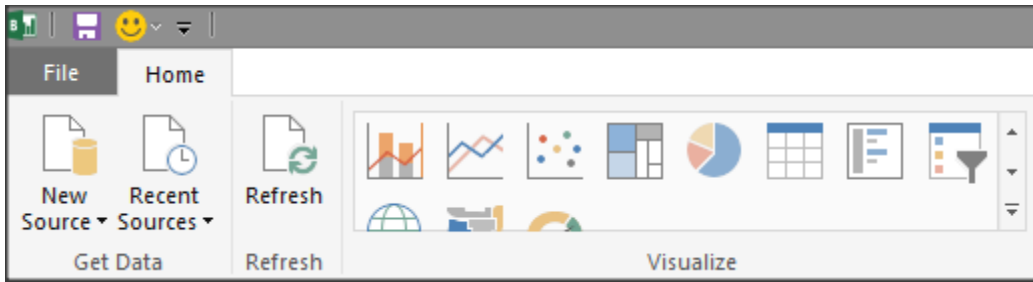 File Home
New Recent Refresh
Source Sources
Get Data Refresh Visualize